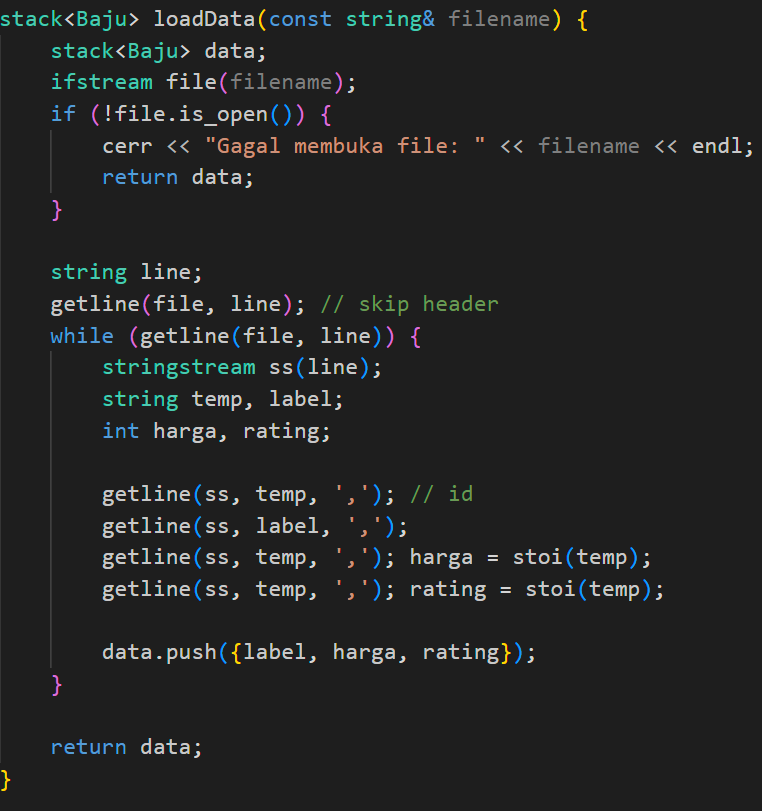 stack<Baju> loadData(const string& filename) {
    stack<Baju> data;
    ifstream file(filename);
    if (!file.is_open()) {
        cerr << "Gagal membuka file: " << filename << endl;
        return data;
    }

    string line;
    getline(file, line); // skip header
    while (getline(file, line)) {
        stringstream ss(line);
        string temp, label;
        int harga, rating;

        getline(ss, temp, ','); // id
        getline(ss, label, ',');
        getline(ss, temp, ','); harga = stoi(temp);
        getline(ss, temp, ','); rating = stoi(temp);

        data.push({label, harga, rating});
    }

    return data;
}